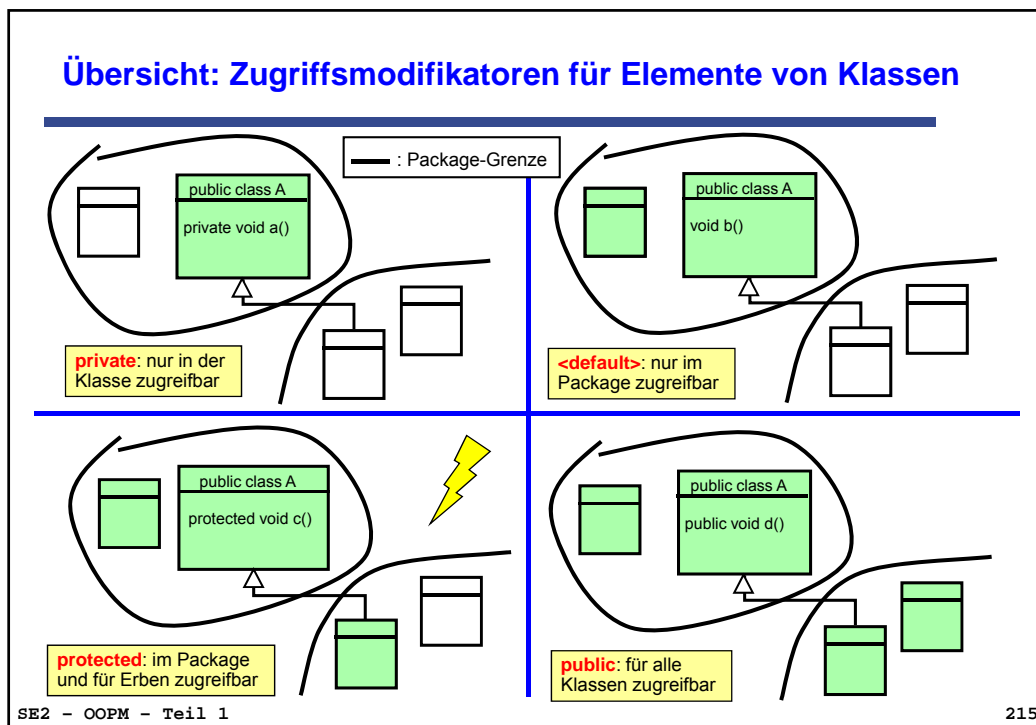 Übersicht: Zugriffsmodifikatoren für Elemente von Klassen
: Package-Grenze
public class A
private void a()
private: nur in der
Klasse zugreifbar
public class A
void b()
<default>: nur im
Package zugreifbar
public class A
protected void c()
protected: im Package
und für Erben zugreifbar
public class A
public void d()
public: für alle
Klassen zugreifbar
SE2 – OOPM – Teil 1
215